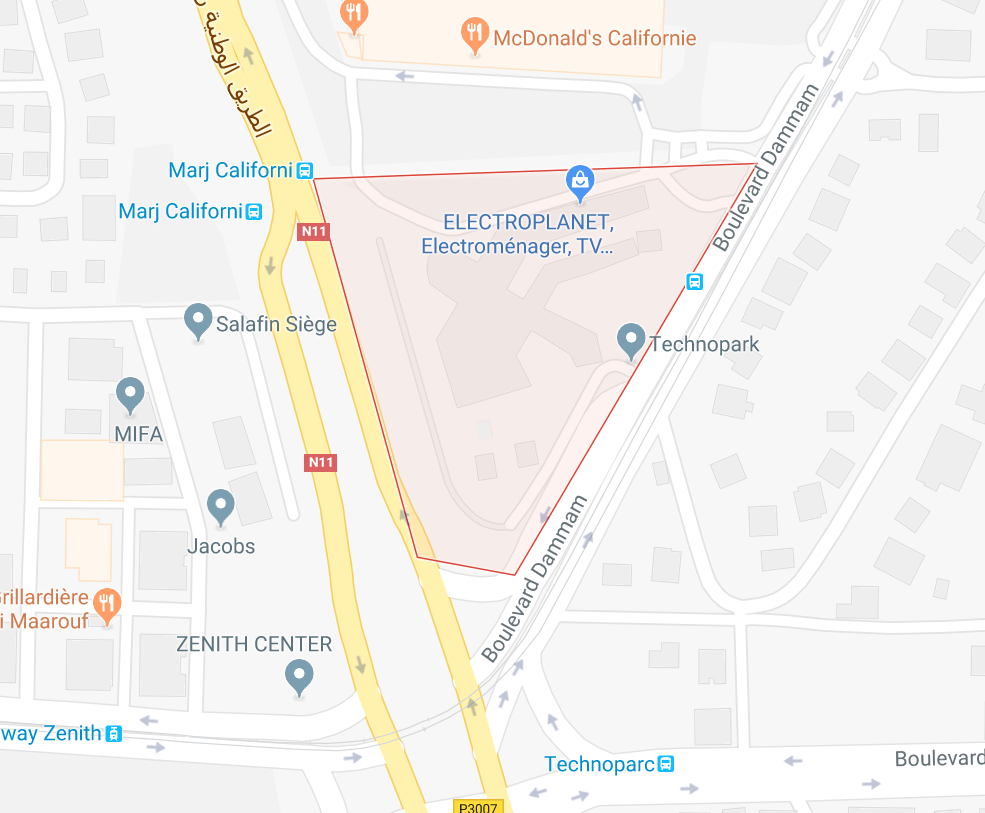 McDonald's Californie
الطريق الوطنية
Boulevard Dammam
Marj Californi
Marj Californi
N11
ELECTROPLANET,
Electroménager, TV...
Salafin Siège
Technopark
MIFA
N11
Jacobs
Boulevard Dammam
rillardière
i Maarouf
ZENITH CENTER
way Zenith
Technoparc
Boulevard
P3007